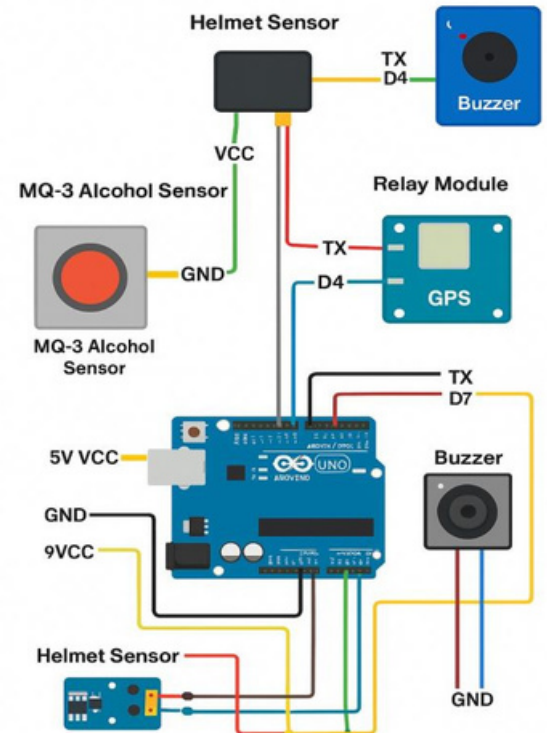 Helmet Sensor
TX
D4
Buzzer
VCC
MQ-3 Alcohol Sensor
GND
MQ-3 Alcohol
Sensor
Relay Module
TX
D4
GPS
TX
D7
UNO
AROVIND
5V VCC
GND
9VCC
Buzzer
GND
Helmet Sensor